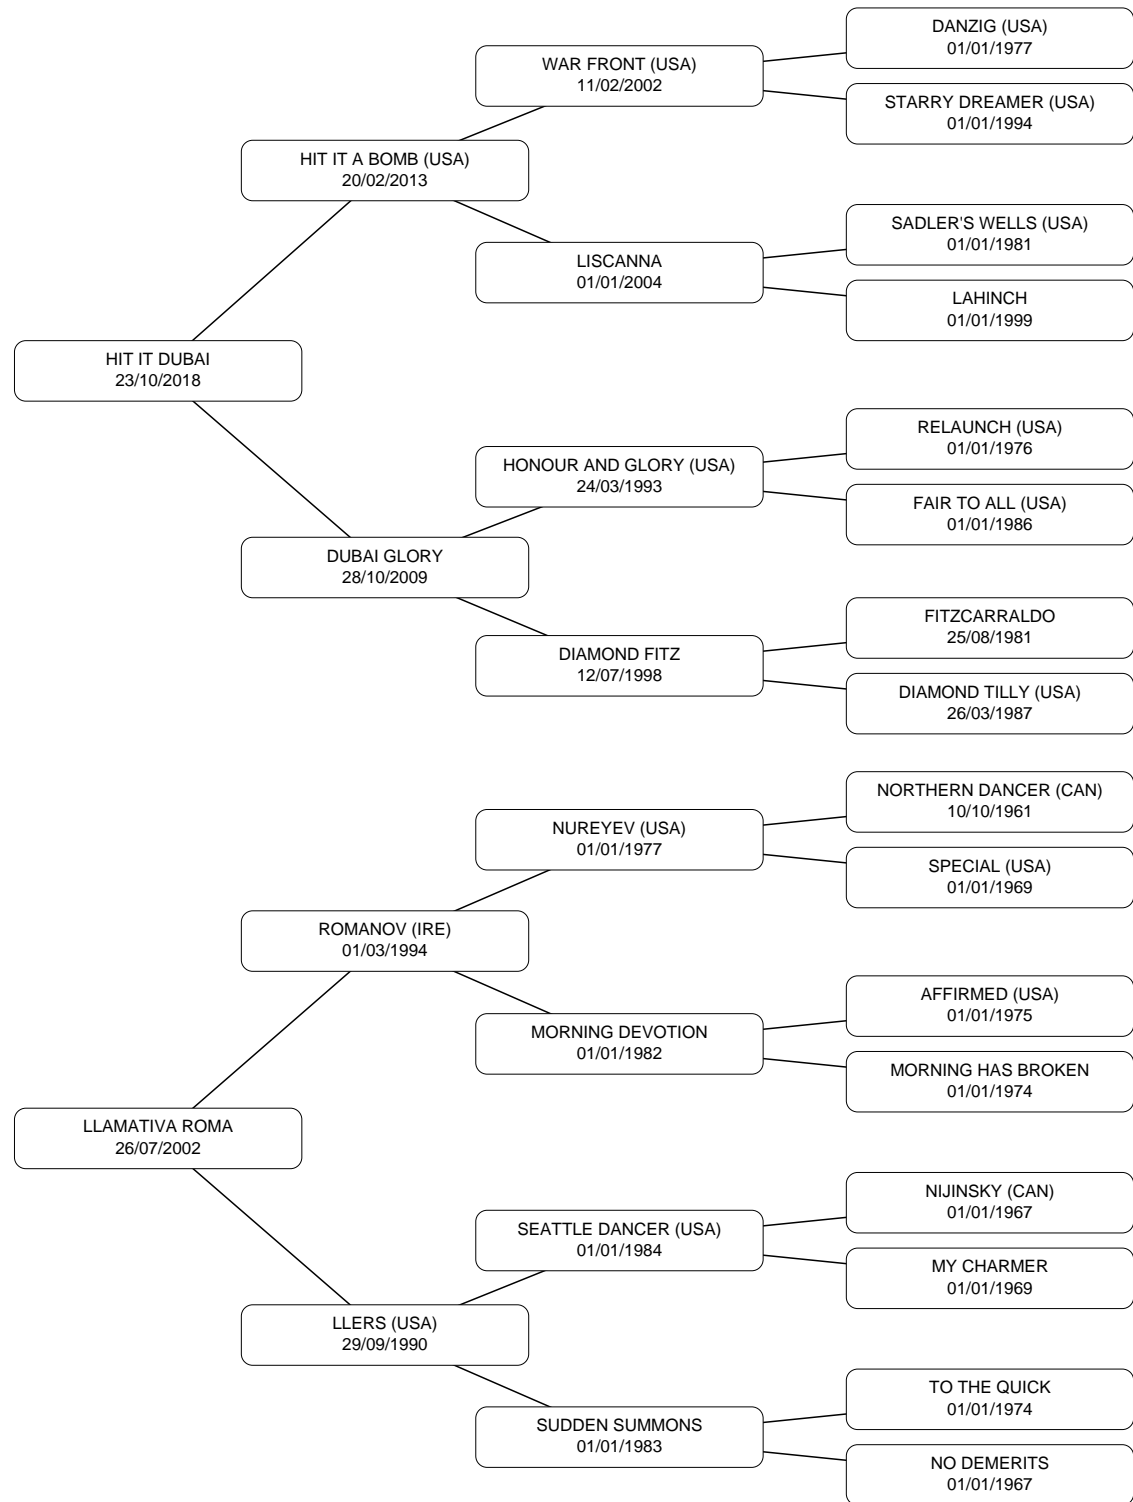 DANZIG (USA)
01/01/1977
WAR FRONT (USA)
11/02/2002
STARRY DREAMER (USA)
01/01/1994
HIT IT A BOMB (USA)
20/02/2013
SADLER'S WELLS (USA)
01/01/1981
LISCANNA
01/01/2004
LAHINCH
01/01/1999
HIT IT DUBAI
23/10/2018
RELAUNCH (USA)
01/01/1976
HONOUR AND GLORY (USA)
24/03/1993
FAIR TO ALL (USA)
01/01/1986
DUBAI GLORY
28/10/2009
FITZCARRALDO
25/08/1981
DIAMOND FITZ
12/07/1998
DIAMOND TILLY (USA)
26/03/1987
NORTHERN DANCER (CAN)
10/10/1961
NUREYEV (USA)
01/01/1977
SPECIAL (USA)
01/01/1969
ROMANOV (IRE)
01/03/1994
AFFIRMED (USA)
01/01/1975
MORNING DEVOTION
01/01/1982
MORNING HAS BROKEN
01/01/1974
LLAMATIVA ROMA
26/07/2002
NIJINSKY (CAN)
01/01/1967
SEATTLE DANCER (USA)
01/01/1984
MY CHARMER
01/01/1969
LLERS (USA)
29/09/1990
TO THE QUICK
01/01/1974
SUDDEN SUMMONS
01/01/1983
NO DEMERITS
01/01/1967